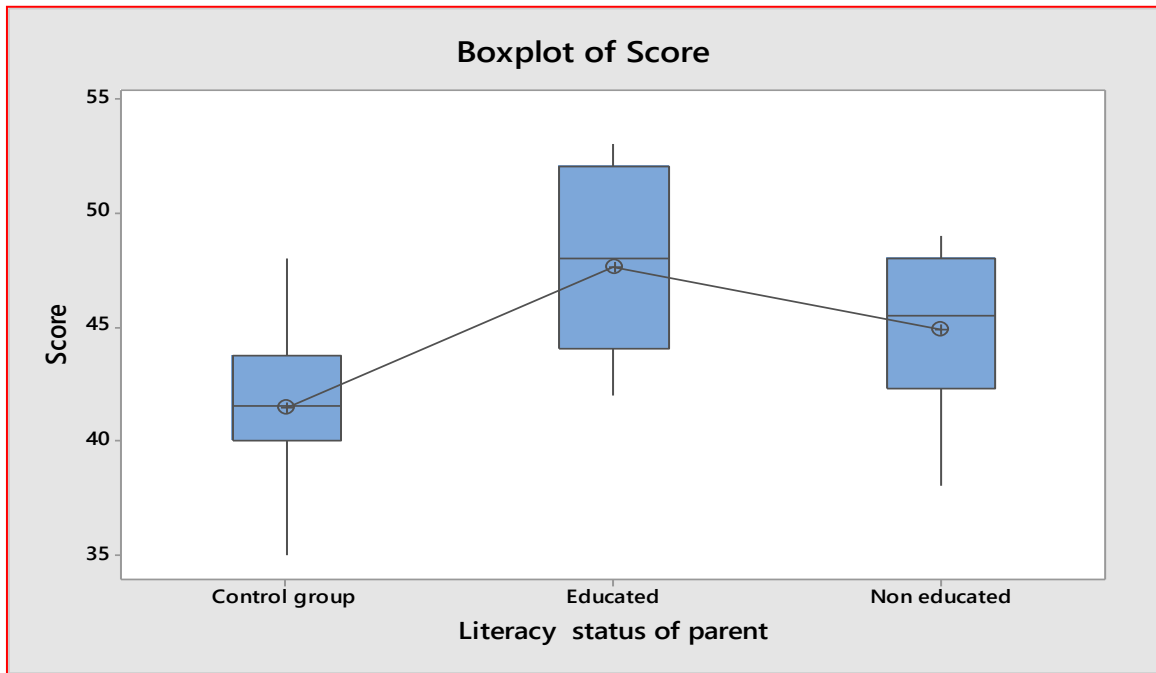 Boxplot of Score
55
50
45
40
35
Score
Control group
Educated
Non educated
Literacy status of parent